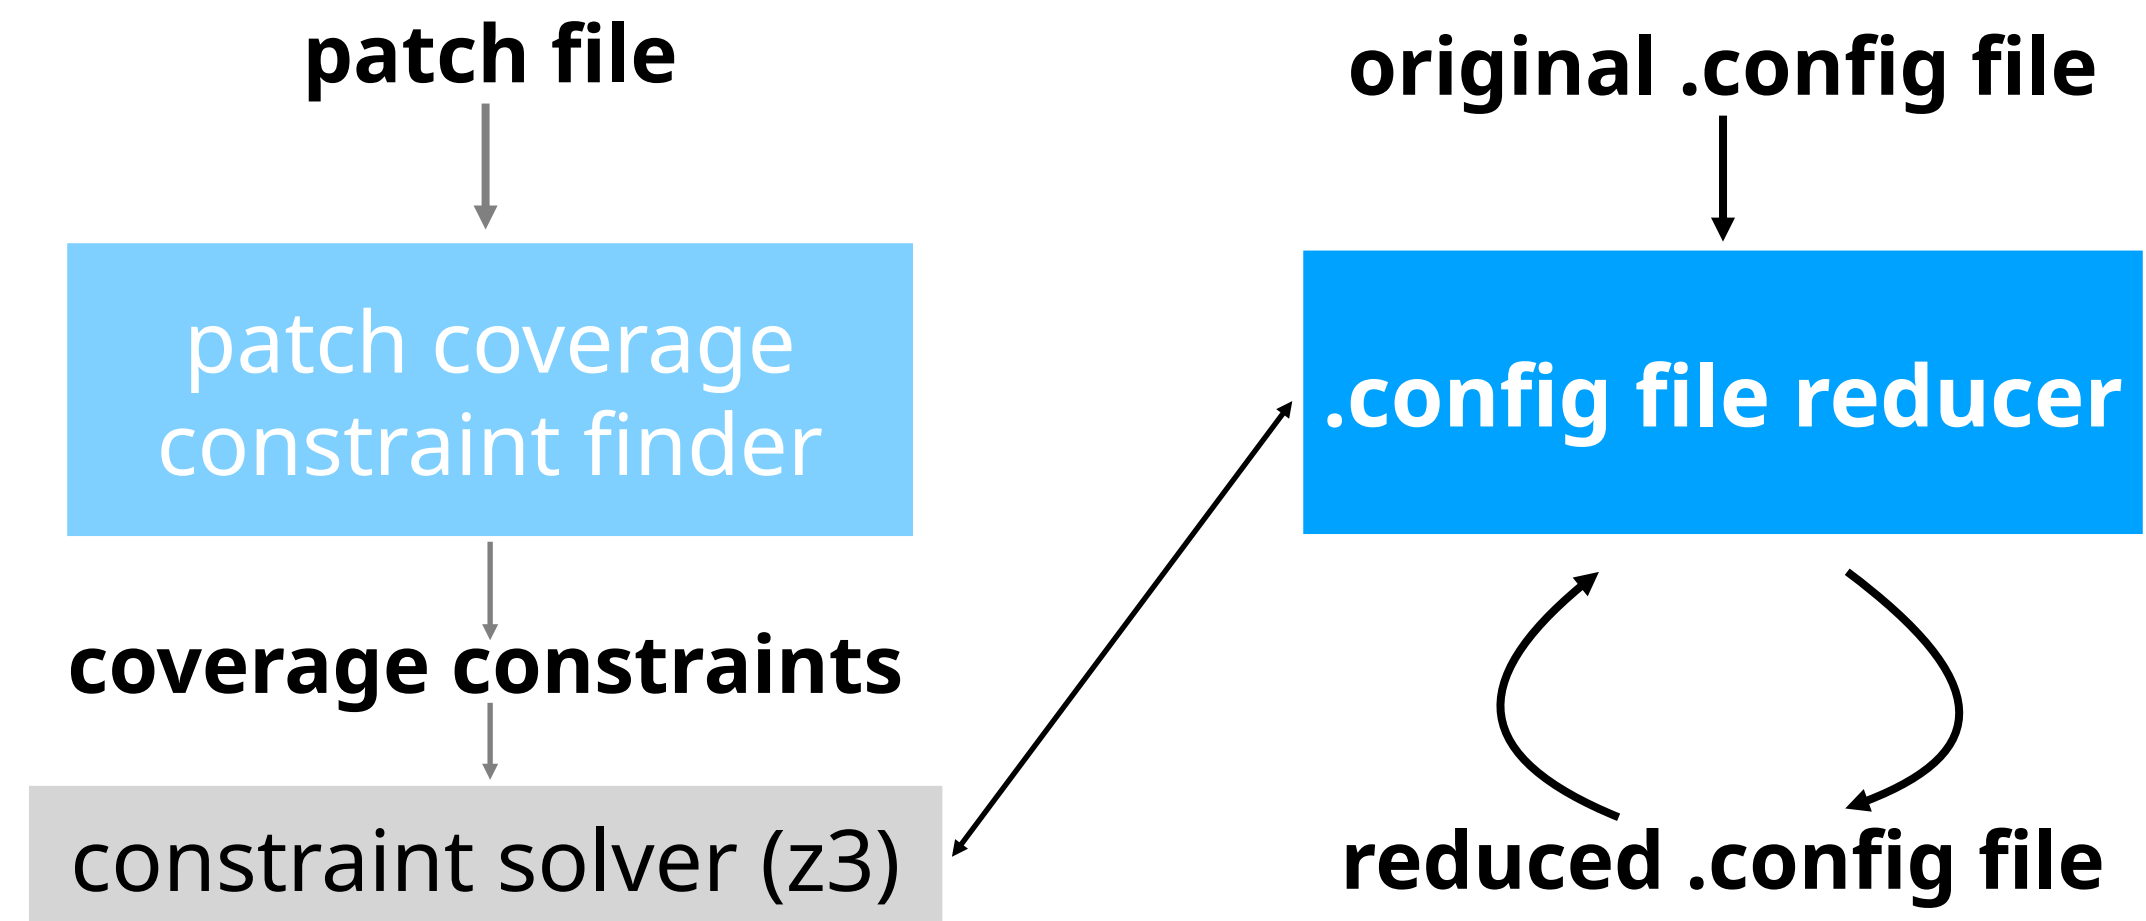 patch file
patch coverage
constraint finder
coverage constraints
constraint solver (z3)
original .config file
.config file reducer
reduced .config file